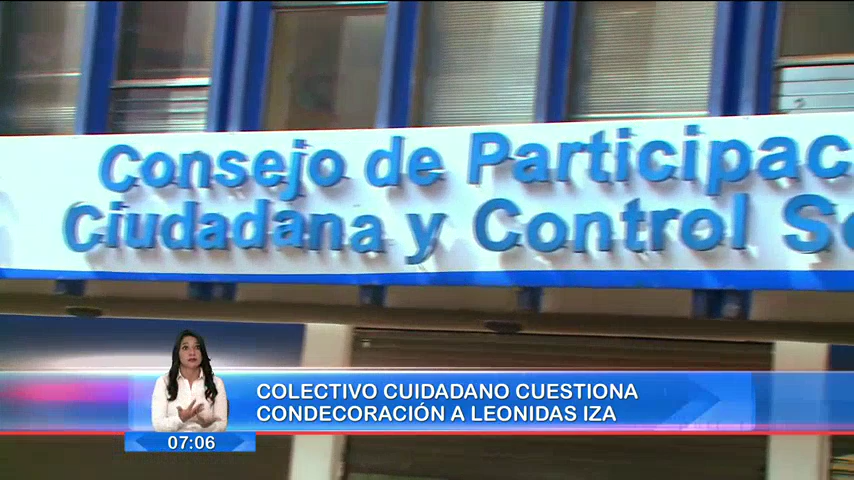 Consejo de Participac
Ciudadana y Control So
COLECTIVO CUIDADANO CUESTIONA
CONDECORACIÓN A LEONIDAS IZA
07:06